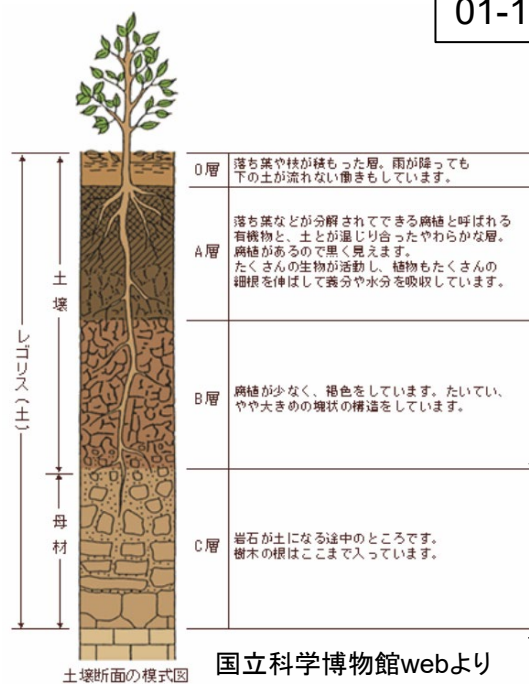 01-1
O層
落ち葉や枝が積もった層。雨が降っても
下の土が流れない働きもしています。
A層
落ち葉などが分解されてできる腐植と呼ばれる
有機物と、土とが混じり合ったやわらかな層。
腐植があるので黒く見えます。
たくさんの生物が活動し、植物もたくさんの
細根を伸ばして養分や水分を吸収しています。
土壌
レゴリス(土)
B層
腐植が少なく、褐色をしています。たいてい、
やや大きめの塊状の構造をしています。
母材
C層
岩石が土になる途中のところです。
樹木の根はここまで入っています。
土壌断面の模式図
国立科学博物館webより